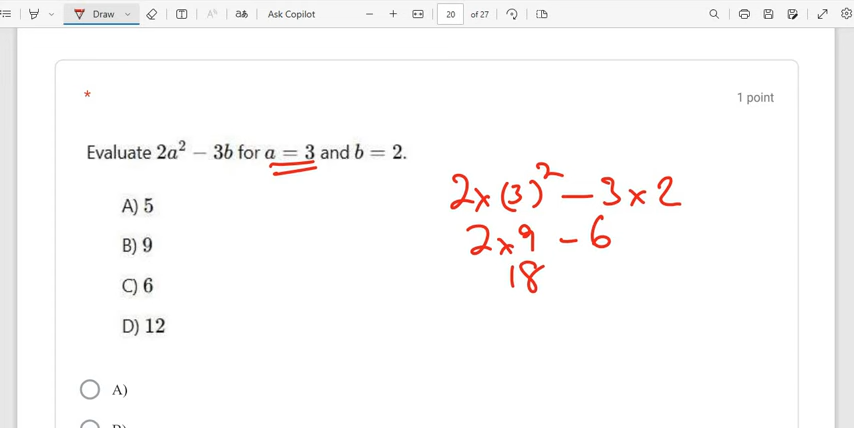 Draw
Ask Copilot
20 of 27
*
1 point
Evaluate 2a² − 3b for a = 3 and b = 2.
A) 5
B) 9
C) 6
D) 12
2 × (3)² − 3 × 2
2 × 9 − 6
18
A)